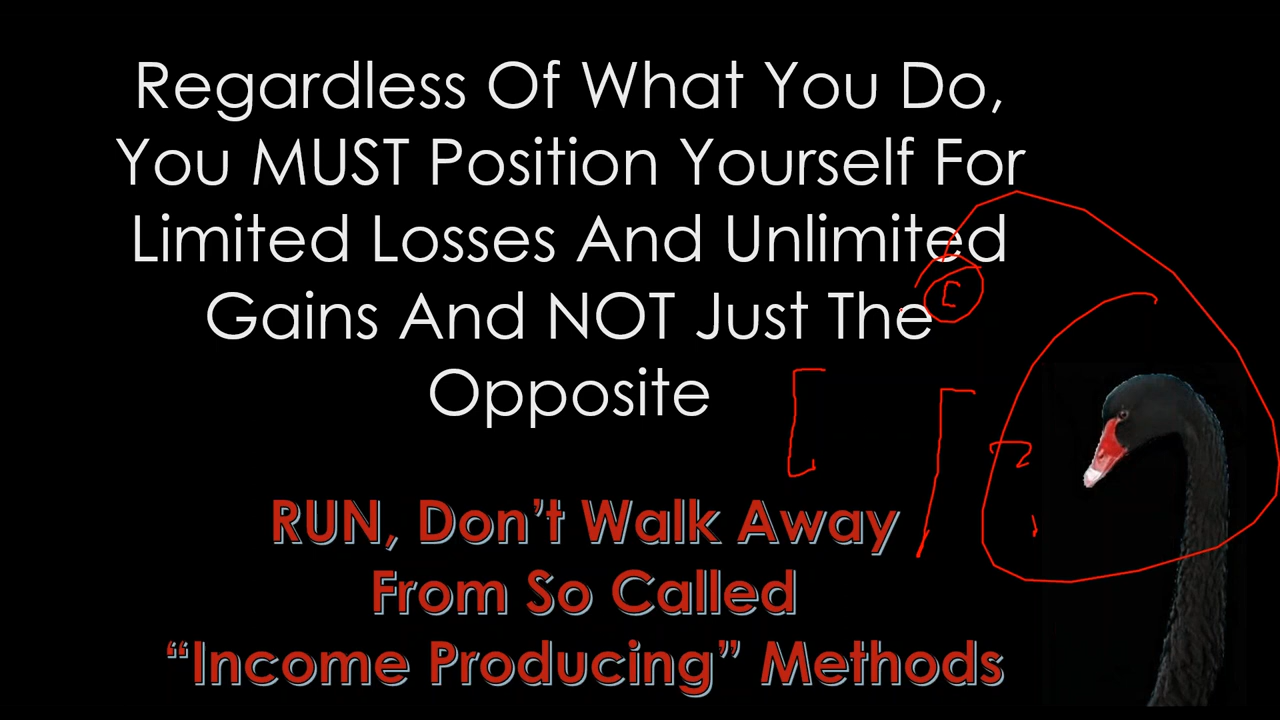 Regardless Of What You Do,
You MUST Position Yourself For
Limited Losses And Unlimited
Gains And NOT Just The
Opposite
RUN, Don't Walk Away
From So Called
“Income Producing” Methods